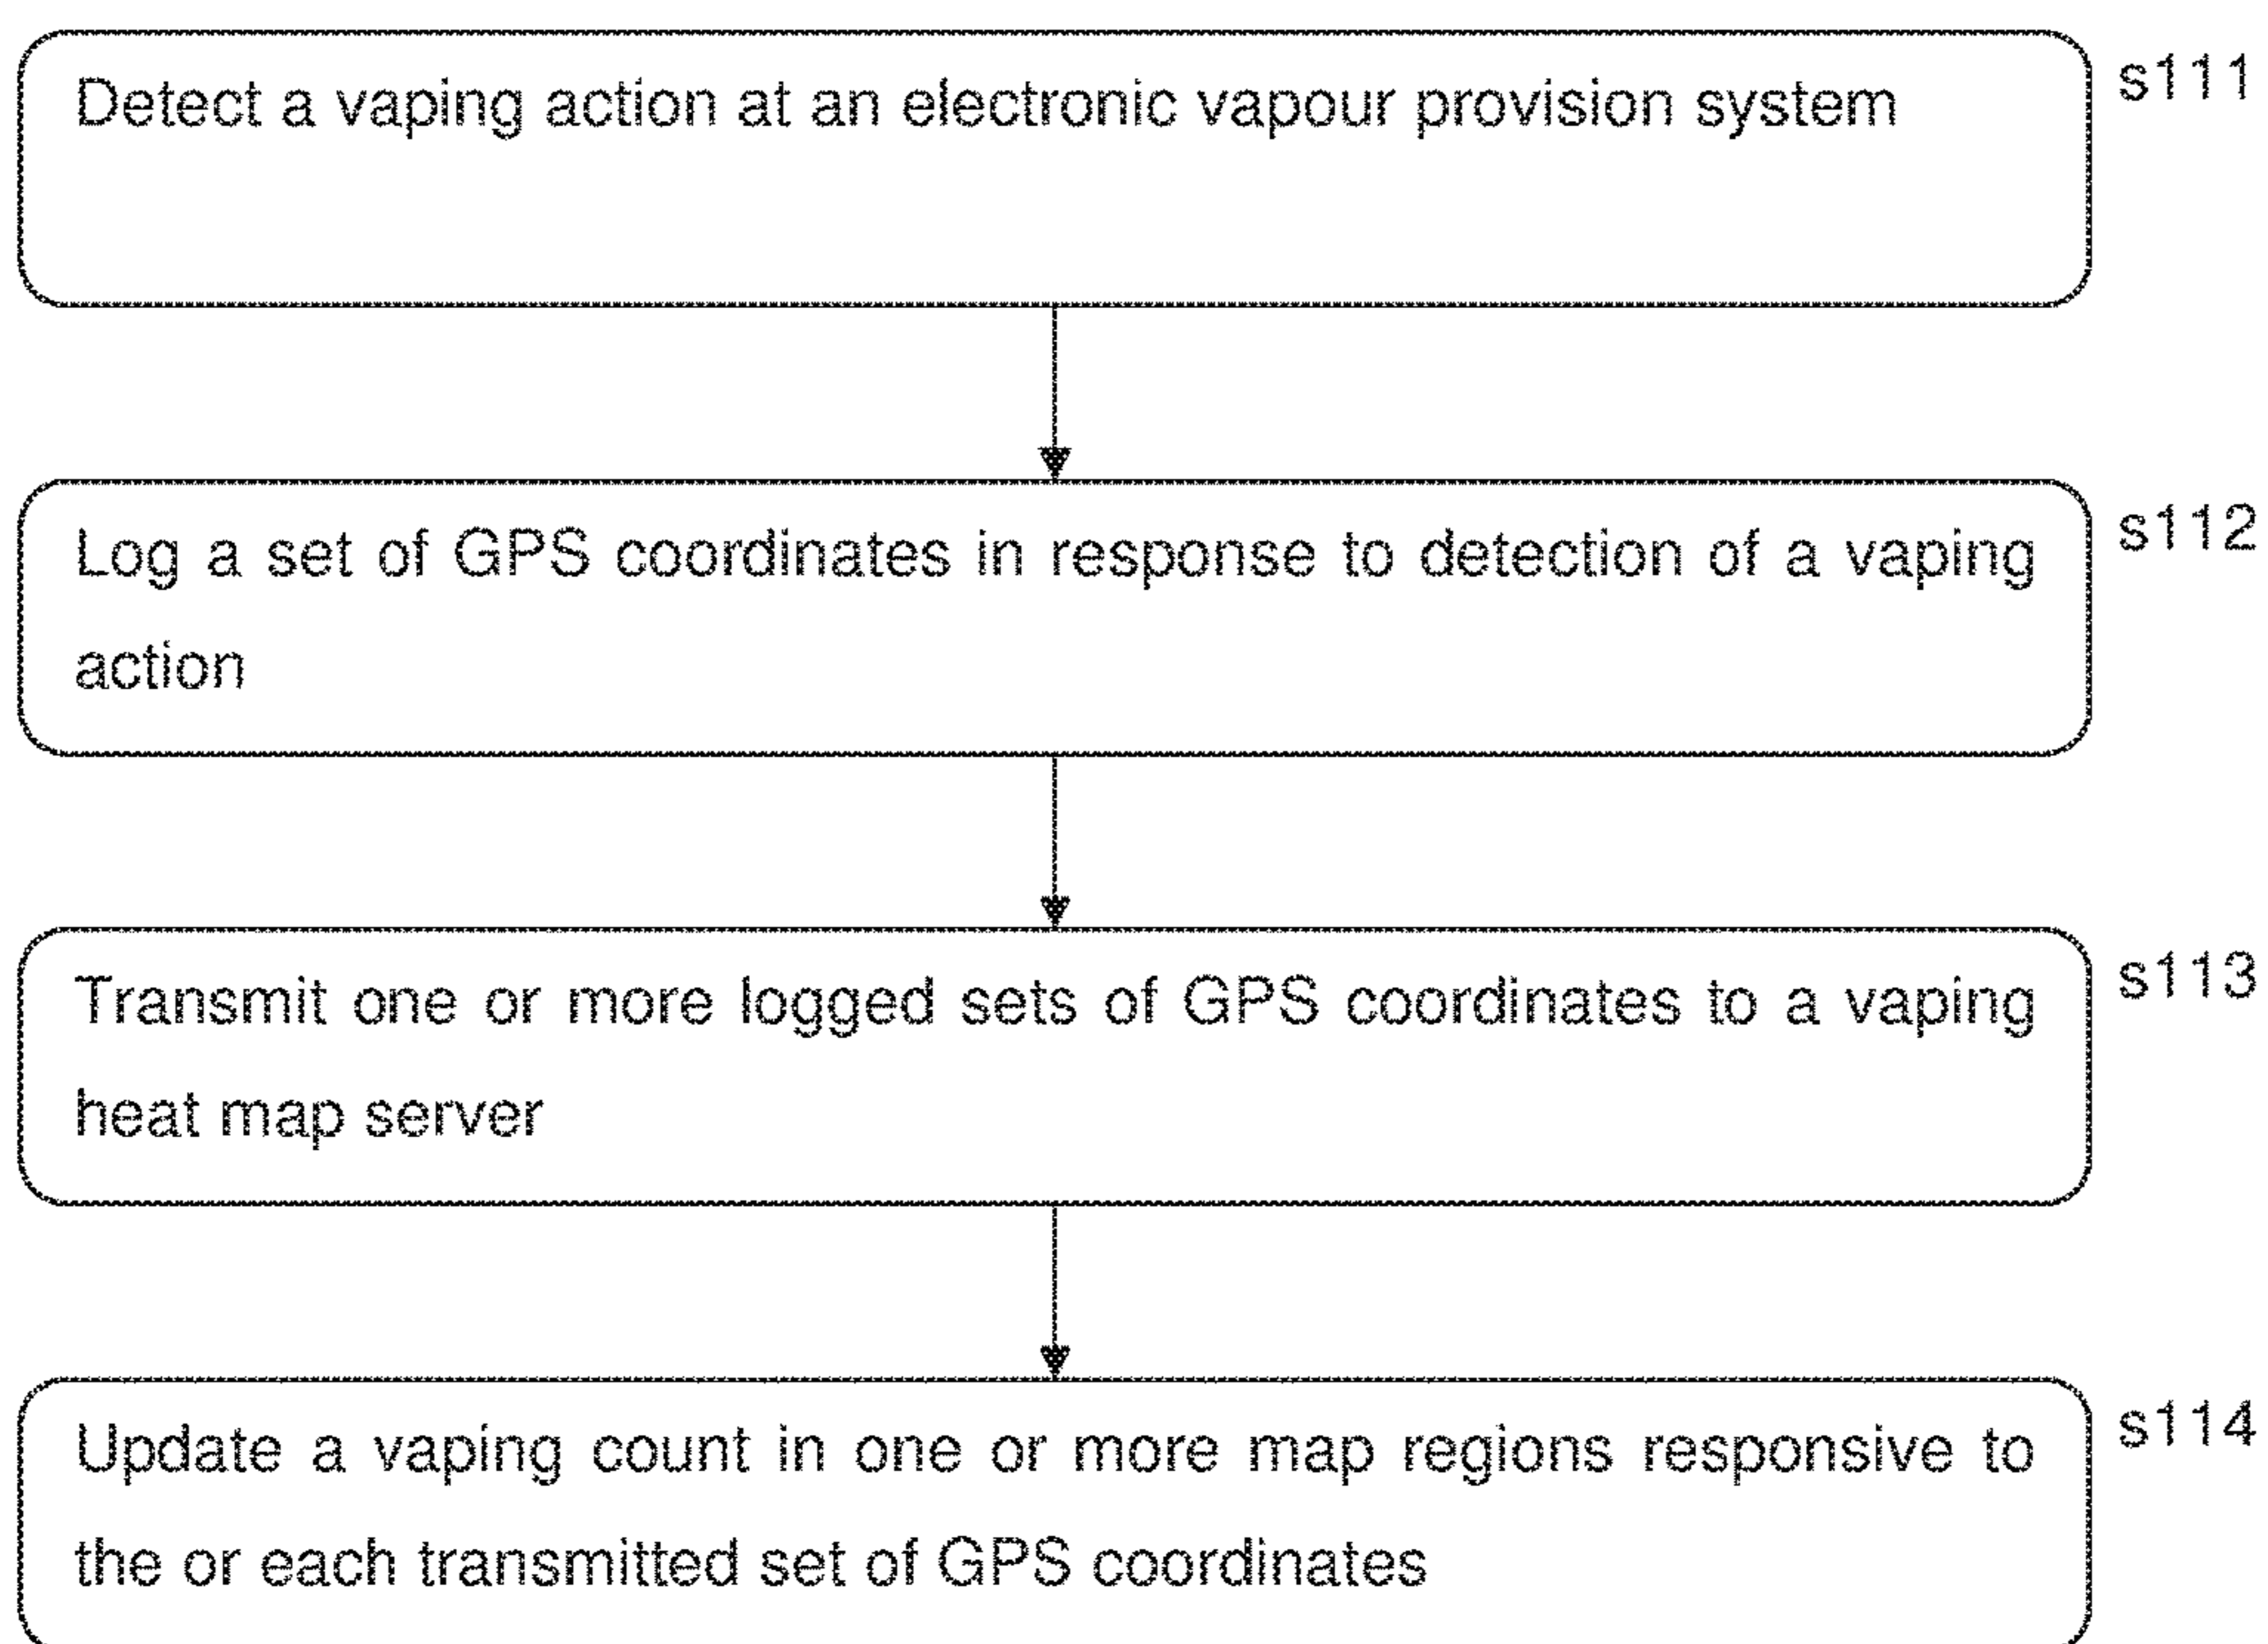 Detect a vaping action at an electronic vapour provision system
s111
Log a set of GPS coordinates in response to detection of a vaping
action
s112
Transmit one or more logged sets of GPS coordinates to a vaping
heat map server
s113
Update a vaping count in one or more map regions responsive to
the or each transmitted set of GPS coordinates
s114